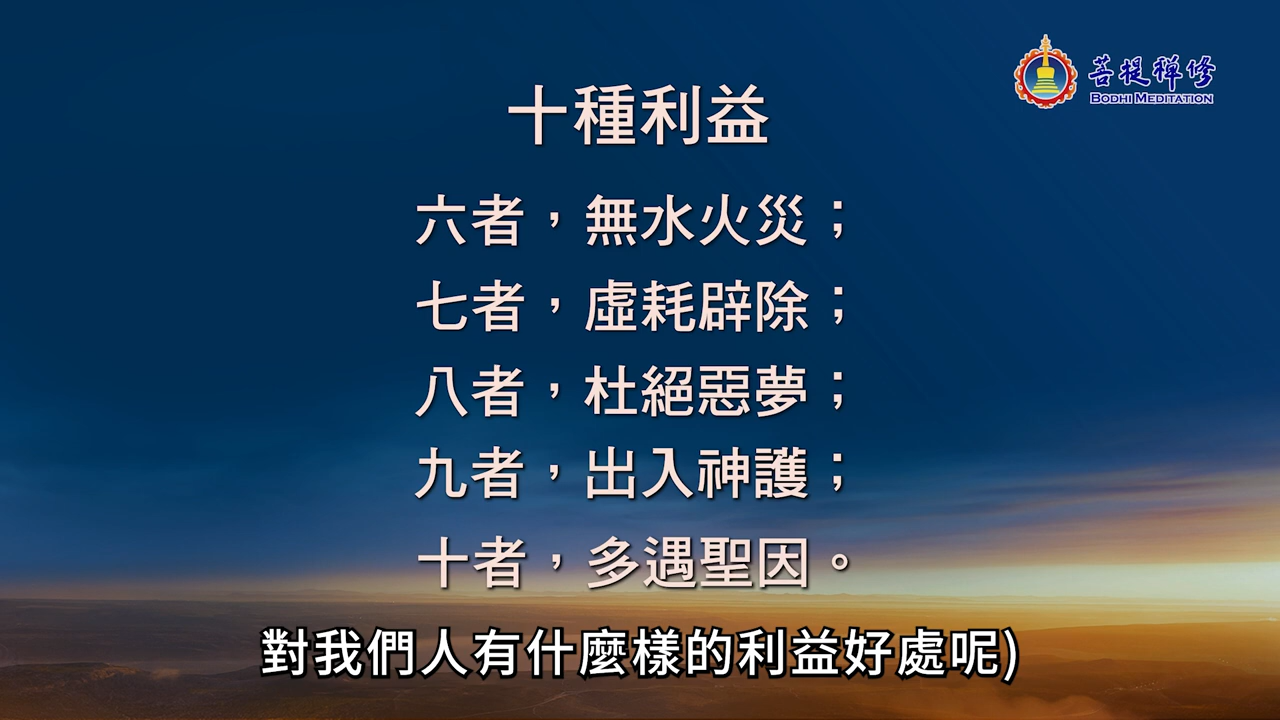 菩提禪修
BODHI MEDITATION
十種利益
六者，無水火災；
七者，虛耗辟除；
八者，杜絕惡夢；
九者，出入神護；
十者，多遇聖因。
對我們人有什麼樣的利益好處呢)